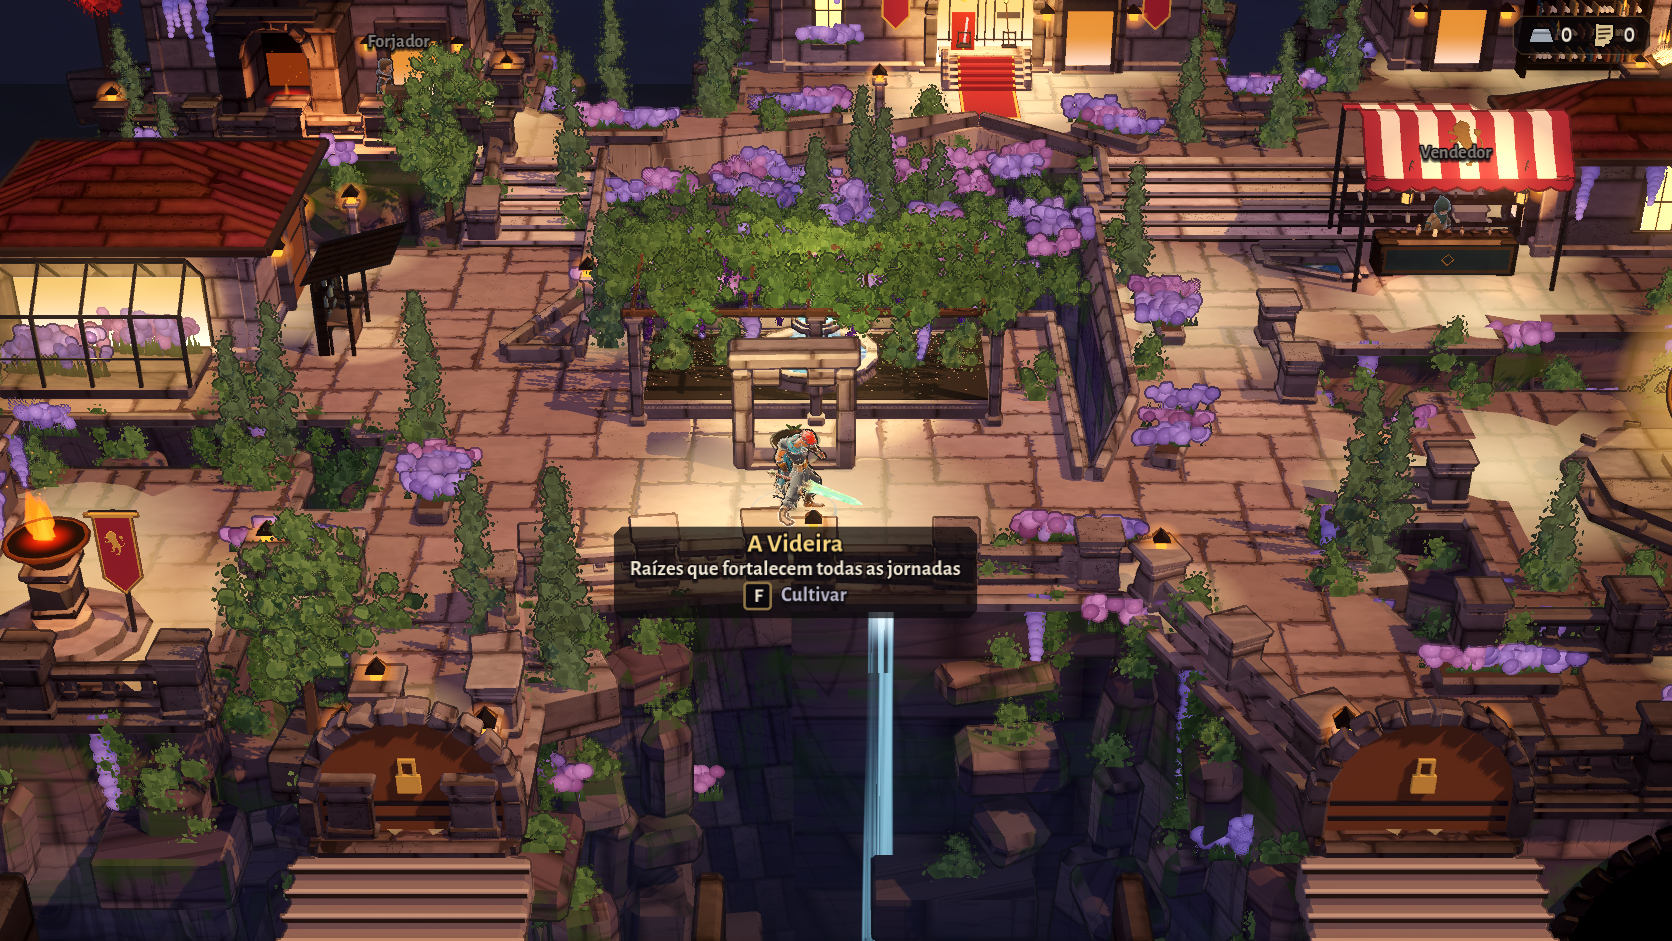 Forjador
0 0
Vendedor
A Videira
Raízes que fortalecem todas as jornadas
F Cultivar